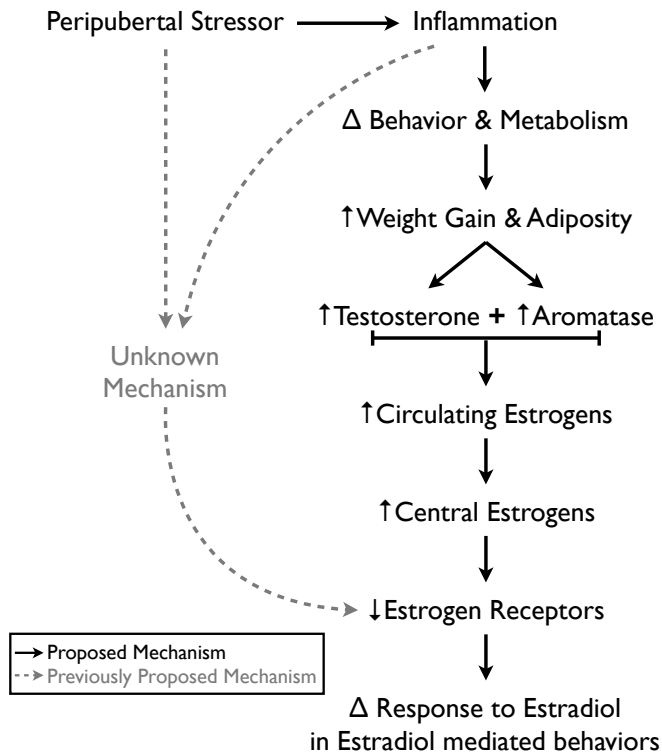 Peripubertal Stressor
Inflammation
Δ Behavior & Metabolism
↑Weight Gain & Adiposity
↑Testosterone + ↑Aromatase
Unknown
Mechanism
↑Circulating Estrogens
↑Central Estrogens
↓Estrogen Receptors
Proposed Mechanism
Previously Proposed Mechanism
Δ Response to Estradiol
in Estradiol mediated behaviors